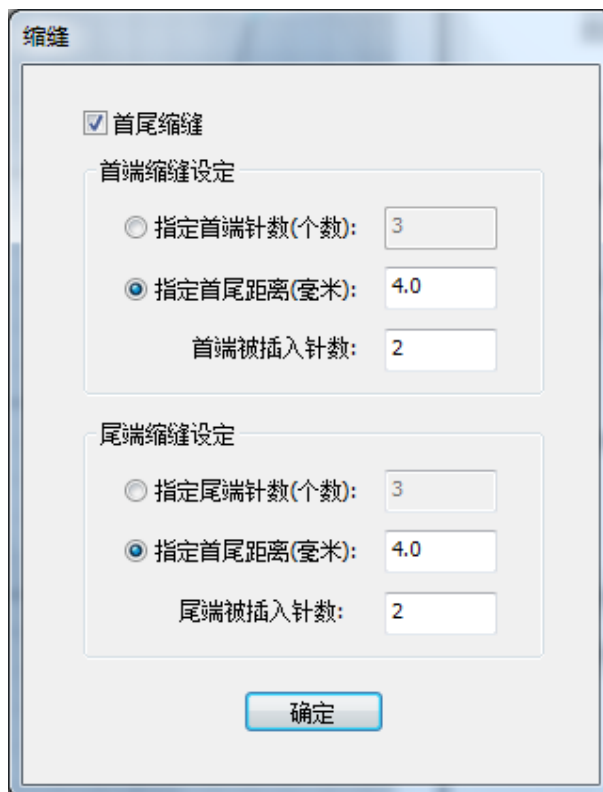 缩缝
首尾缩缝
首端缩缝设定
指定首端针数(个数): 3
指定首尾距离(毫米): 4.0
首端被插入针数: 2
尾端缩缝设定
指定尾端针数(个数): 3
指定首尾距离(毫米): 4.0
尾端被插入针数: 2
确定